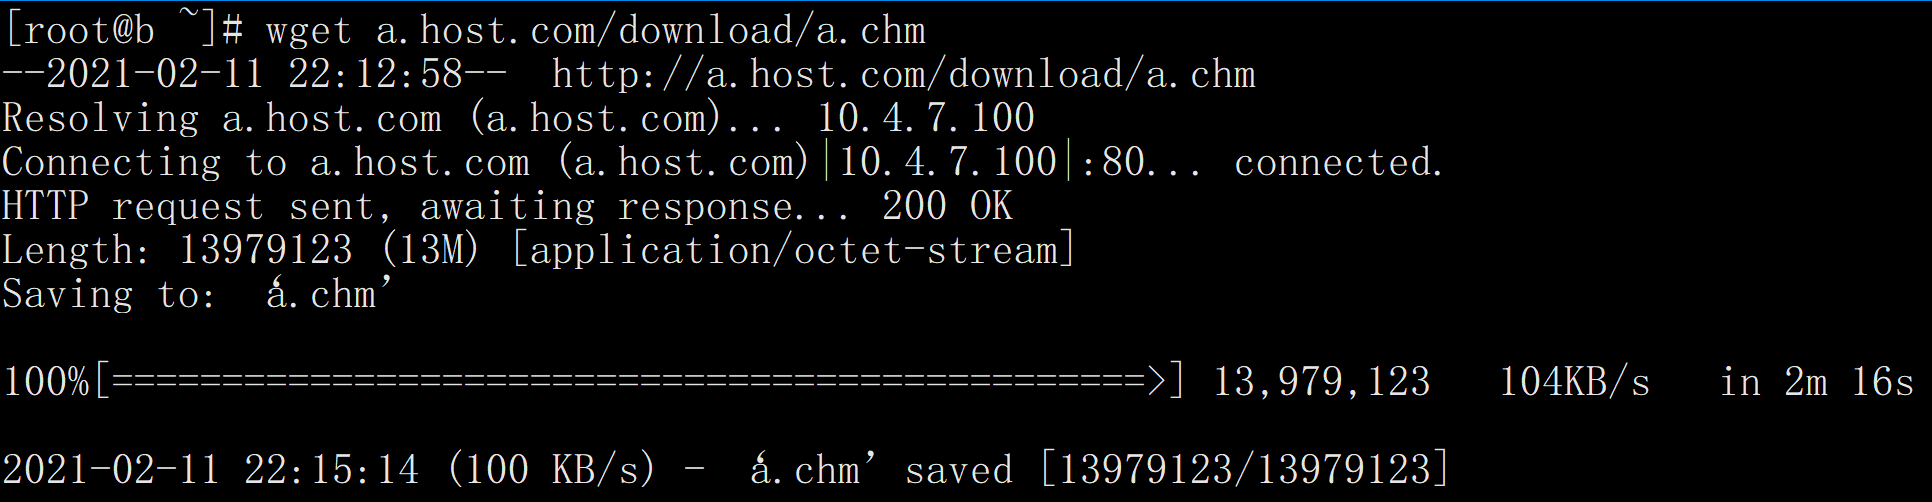 [root@b ~]# wget a.host.com/download/a.chm
--2021-02-11 22:12:58--  http://a.host.com/download/a.chm
Resolving a.host.com (a.host.com)... 10.4.7.100
Connecting to a.host.com (a.host.com)|10.4.7.100|:80... connected.
HTTP request sent, awaiting response... 200 OK
Length: 13979123 (13M) [application/octet-stream]
Saving to: ‘a.chm’
100%[===============================================>] 13,979,123   104KB/s   in 2m 16s
2021-02-11 22:15:14 (100 KB/s) - ‘a.chm’ saved [13979123/13979123]